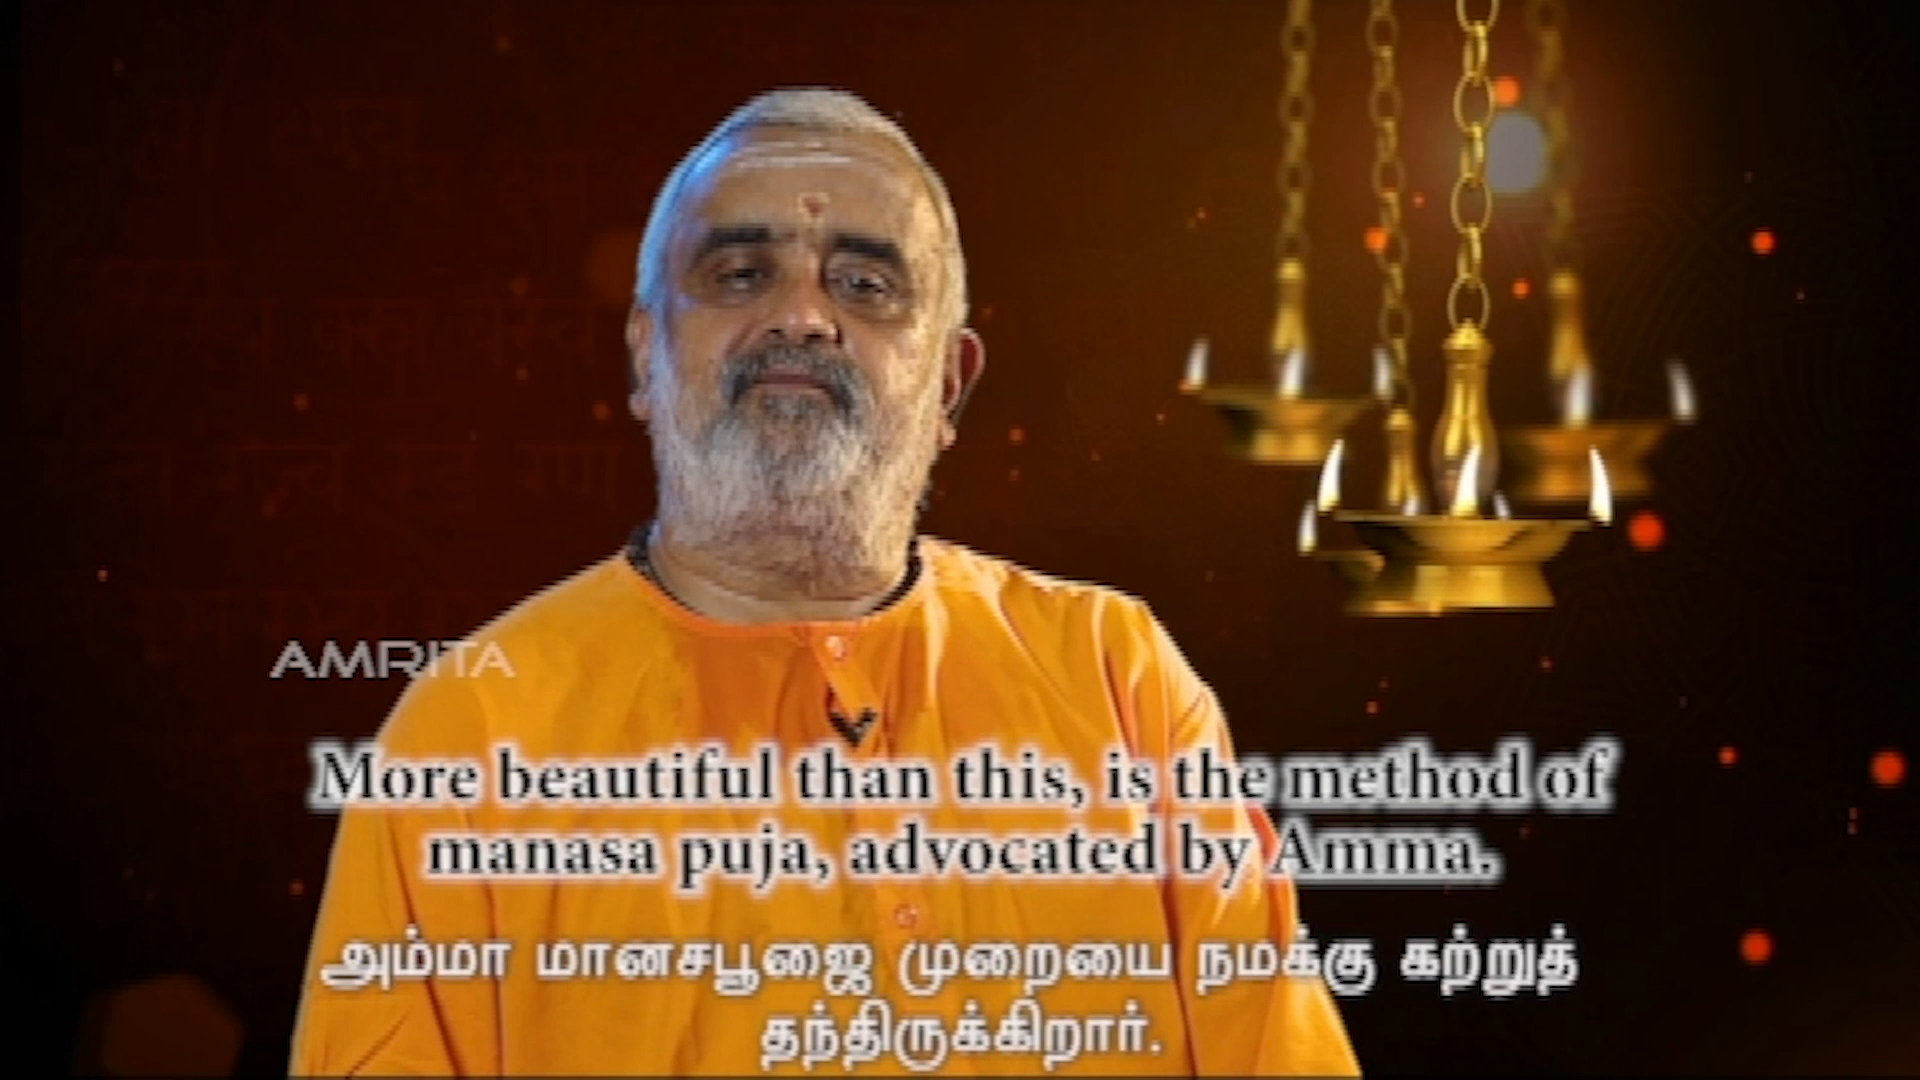 AMRITA
More beautiful than this, is the method of
manasa puja, advocated by Amma.
அம்மா மானசபூஜை முறையை நமக்கு கற்றுத்
தந்திருக்கிறார்.